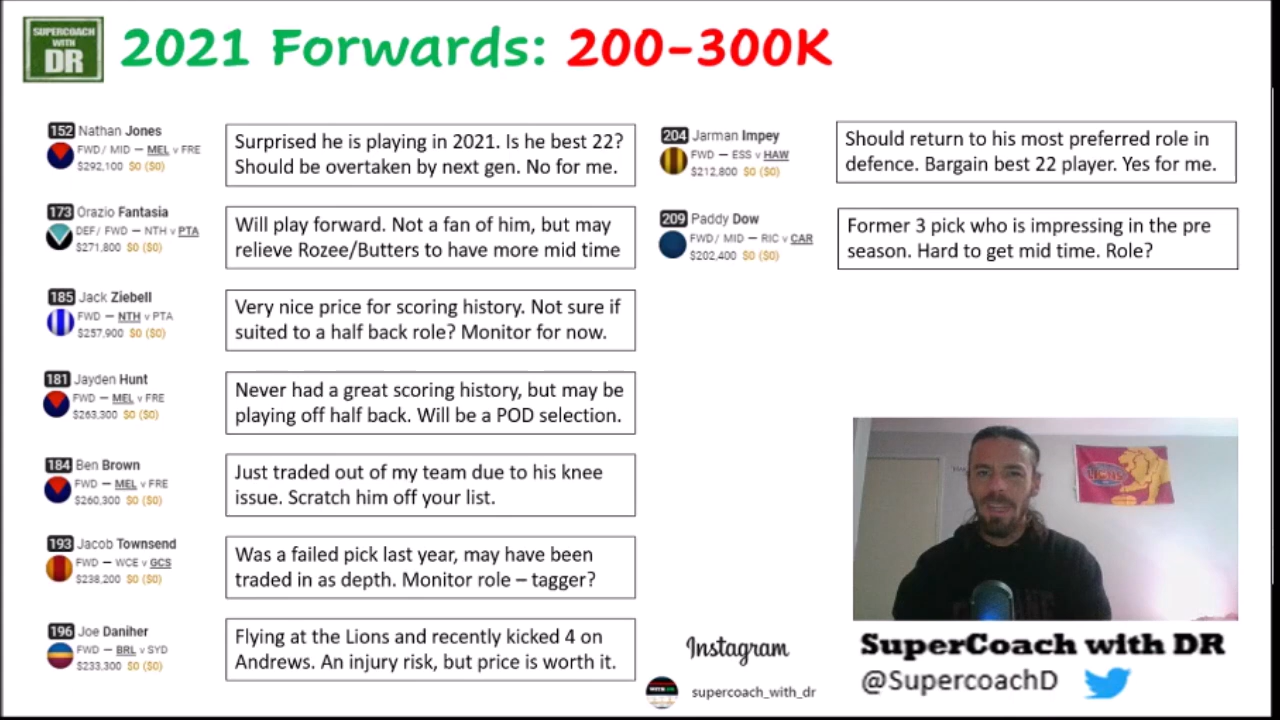 SUPERCOACH
WITH
DR
2021 Forwards: 200-300K
152 Nathan Jones
FWD/ MID — MEL v FRE
$292,100 $0 ($0)
Surprised he is playing in 2021. Is he best 22?
Should be overtaken by next gen. No for me.
173 Orazio Fantasia
DEF/ FWD — NTH v PTA
$271,800 $0 ($0)
Will play forward. Not a fan of him, but may
relieve Rozee/Butters to have more mid time
185 Jack Ziebell
FWD — NTH v PTA
$257,900 $0 ($0)
Very nice price for scoring history. Not sure if
suited to a half back role? Monitor for now.
181 Jayden Hunt
FWD — MEL v FRE
$263,300 $0 ($0)
Never had a great scoring history, but may be
playing off half back. Will be a POD selection.
184 Ben Brown
FWD — MEL v FRE
$260,300 $0 ($0)
Just traded out of my team due to his knee
issue. Scratch him off your list.
193 Jacob Townsend
FWD — WCE v GCS
$238,200 $0 ($0)
Was a failed pick last year, may have been
traded in as depth. Monitor role – tagger?
196 Joe Daniher
FWD — BRL v SYD
$233,300 $0 ($0)
Flying at the Lions and recently kicked 4 on
Andrews. An injury risk, but price is worth it.
204 Jarman Impey
FWD — ESS v HAW
$212,800 $0 ($0)
Should return to his most preferred role in
defence. Bargain best 22 player. Yes for me.
209 Paddy Dow
FWD/ MID — RIC v CAR
$202,400 $0 ($0)
Former 3 pick who is impressing in the pre
season. Hard to get mid time. Role?
LIONS
Instagram
supercoach_with_dr
SuperCoach with DR
@SupercoachD